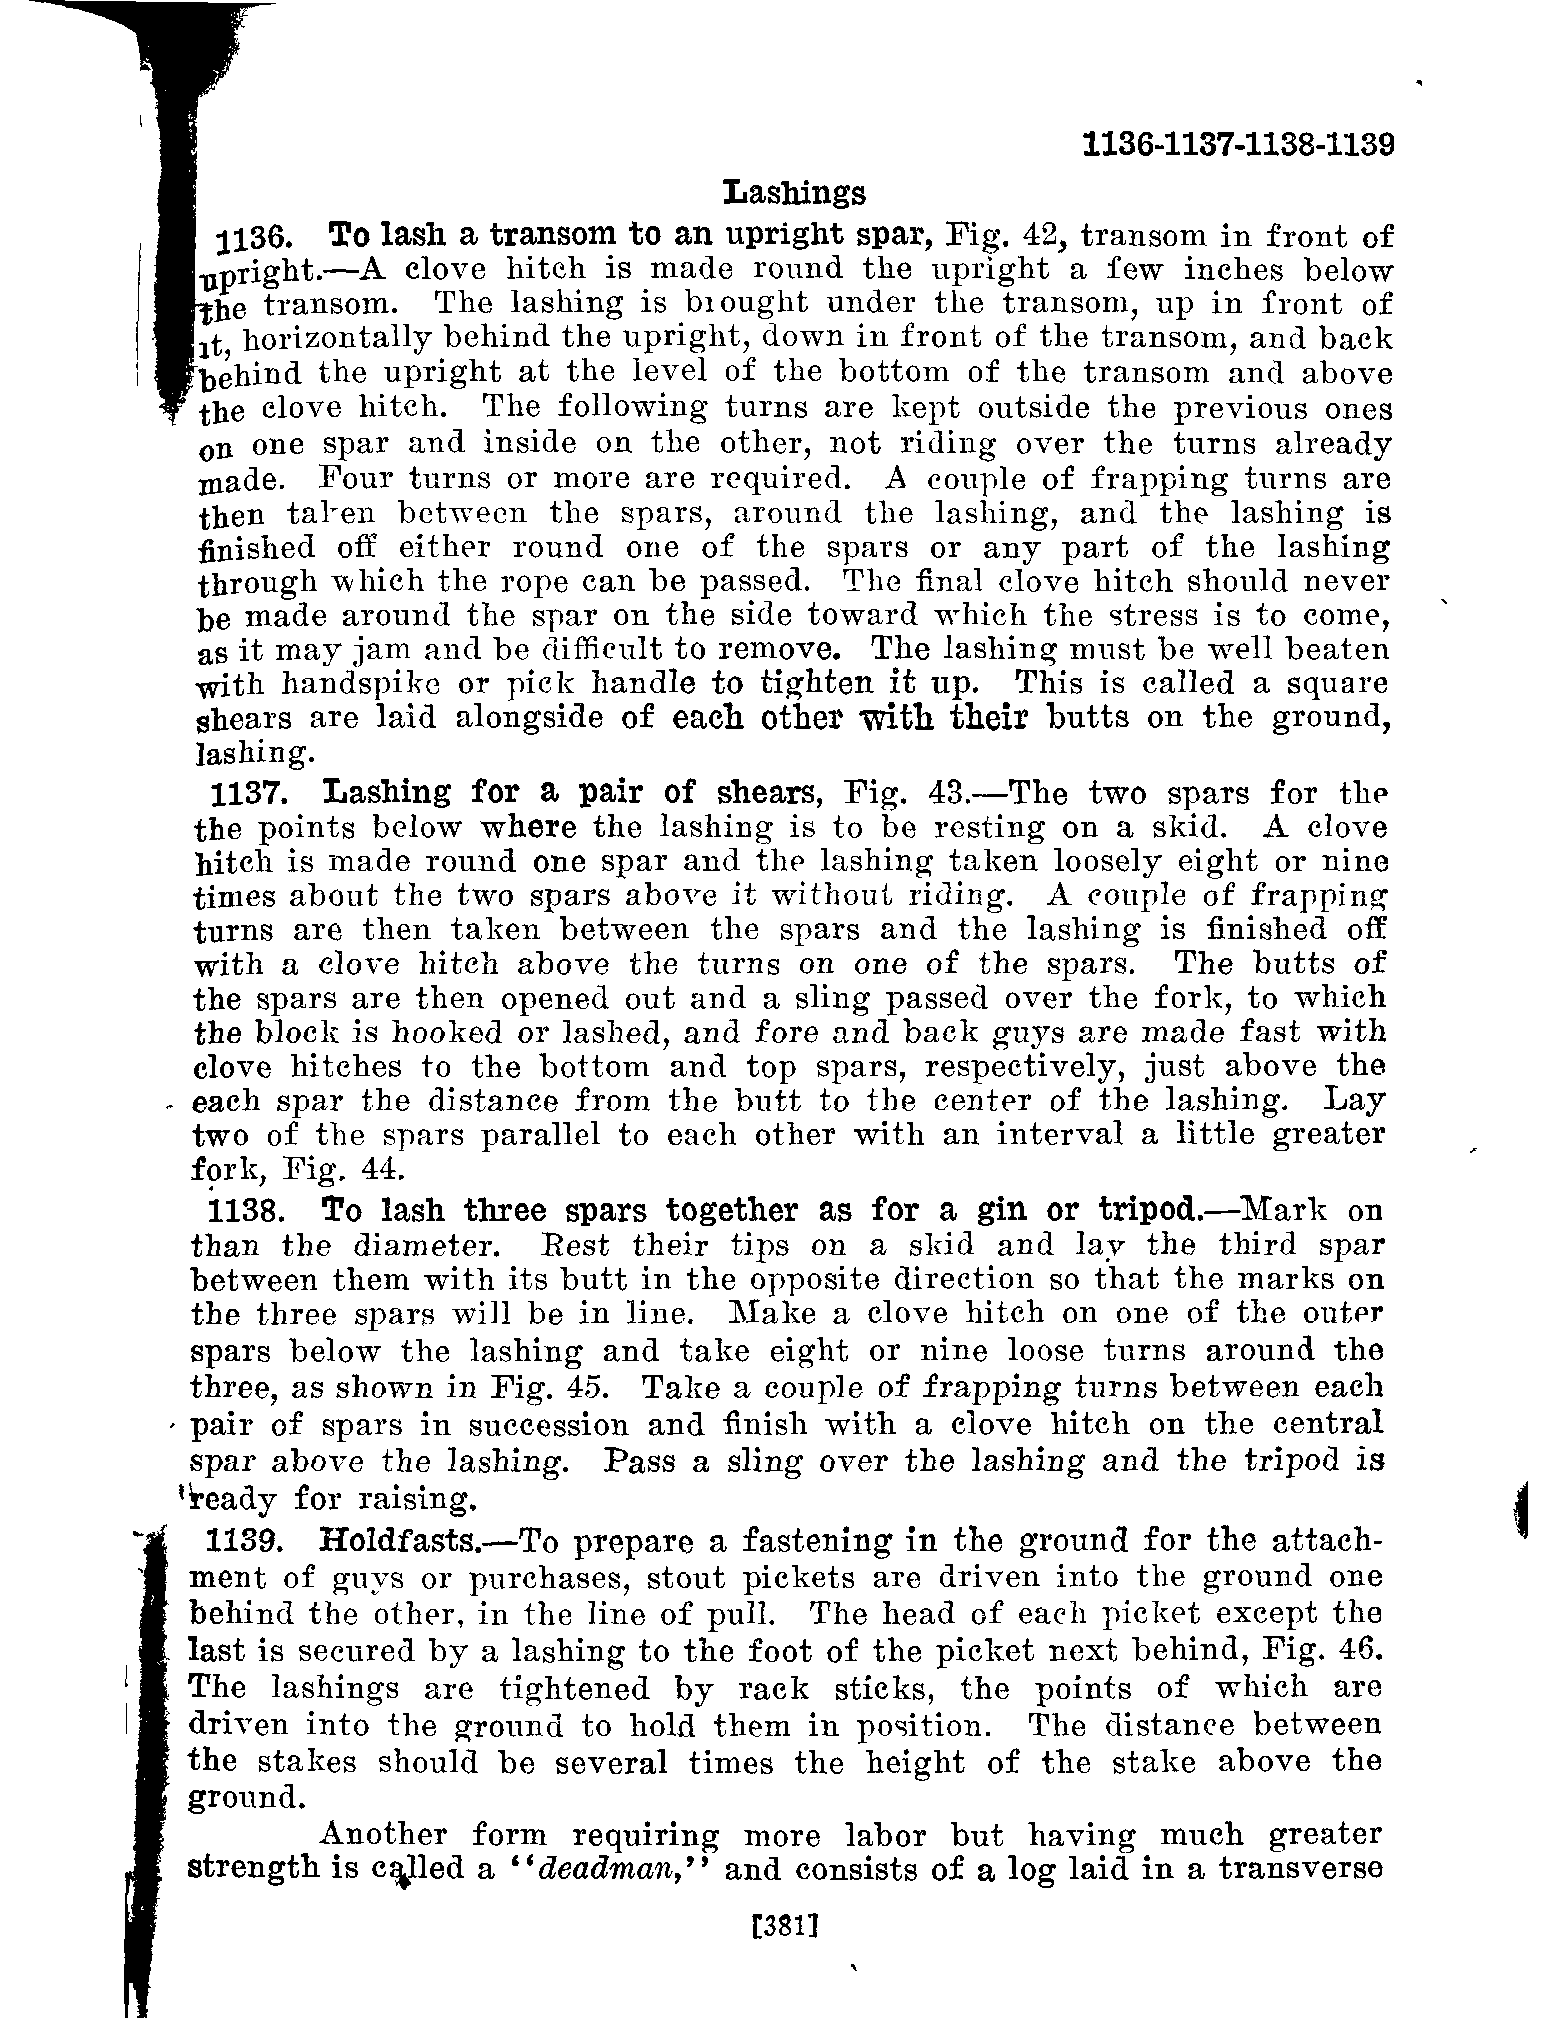 1136-1137-1138-1139
Lashings
1136. To lash a transom to an upright spar, Fig. 42, transom in front of
upright.—A clove hitch is made round the upright a few inches below
the transom. The lashing is brought under the transom, up in front of
it, horizontally behind the upright, down in front of the transom, and back
behind the upright at the level of the bottom of the transom and above
the clove hitch. The following turns are kept outside the previous ones
on one spar and inside on the other, not riding over the turns already
made. Four turns or more are required. A couple of frapping turns are
then taken between the spars, around the lashing, and the lashing is
finished off either round one of the spars or any part of the lashing
through which the rope can be passed. The final clove hitch should never
be made around the spar on the side toward which the stress is to come,
as it may jam and be difficult to remove. The lashing must be well beaten
with handspike or pick handle to tighten it up. This is called a square
shears are laid alongside of each other with their butts on the ground,
lashing.
1137. Lashing for a pair of shears, Fig. 43.—The two spars for the
the points below where the lashing is to be resting on a skid. A clove
hitch is made round one spar and the lashing taken loosely eight or nine
times about the two spars above it without riding. A couple of frapping
turns are then taken between the spars and the lashing is finished off
with a clove hitch above the turns on one of the spars. The butts of
the spars are then opened out and a sling passed over the fork, to which
the block is hooked or lashed, and fore and back guys are made fast with
clove hitches to the bottom and top spars, respectively, just above the
each spar the distance from the butt to the center of the lashing. Lay
two of the spars parallel to each other with an interval a little greater
fork, Fig. 44.
1138. To lash three spars together as for a gin or tripod.—Mark on
than the diameter. Rest their tips on a skid and lay the third spar
between them with its butt in the opposite direction so that the marks on
the three spars will be in line. Make a clove hitch on one of the outer
spars below the lashing and take eight or nine loose turns around the
three, as shown in Fig. 45. Take a couple of frapping turns between each
pair of spars in succession and finish with a clove hitch on the central
spar above the lashing. Pass a sling over the lashing and the tripod is
ready for raising.
1139. Holdfasts.—To prepare a fastening in the ground for the attach-
ment of guys or purchases, stout pickets are driven into the ground one
behind the other, in the line of pull. The head of each picket except the
last is secured by a lashing to the foot of the picket next behind, Fig. 46.
The lashings are tightened by rack sticks, the points of which are
driven into the ground to hold them in position. The distance between
the stakes should be several times the height of the stake above the
ground.
Another form requiring more labor but having much greater
strength is called a "deadman," and consists of a log laid in a transverse
[381]